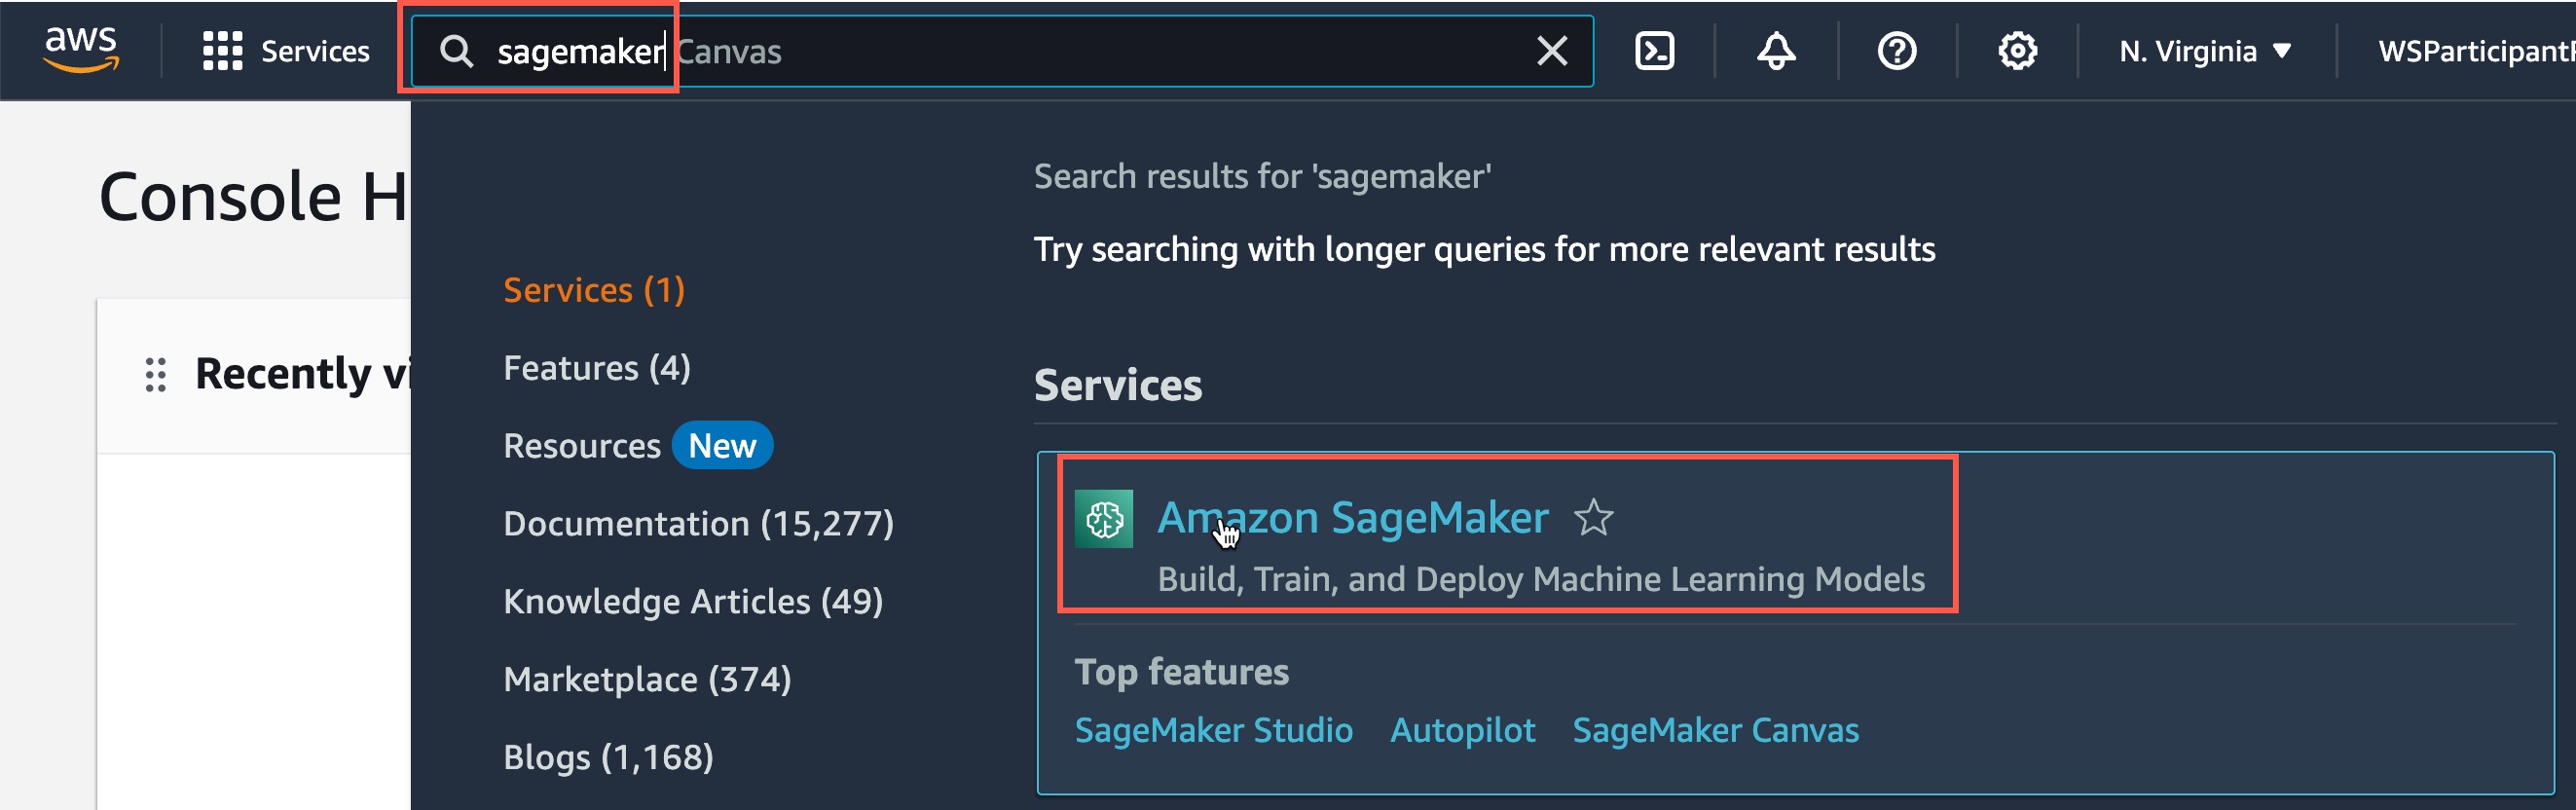 aws
Services
sagemaker Canvas
N. Virginia
WSParticipant
Console H
Recently vi
Services (1)
Features (4)
Resources New
Documentation (15,277)
Knowledge Articles (49)
Marketplace (374)
Blogs (1,168)
Search results for 'sagemaker'
Try searching with longer queries for more relevant results
Services
Amazon SageMaker
Build, Train, and Deploy Machine Learning Models
Top features
SageMaker Studio Autopilot SageMaker Canvas